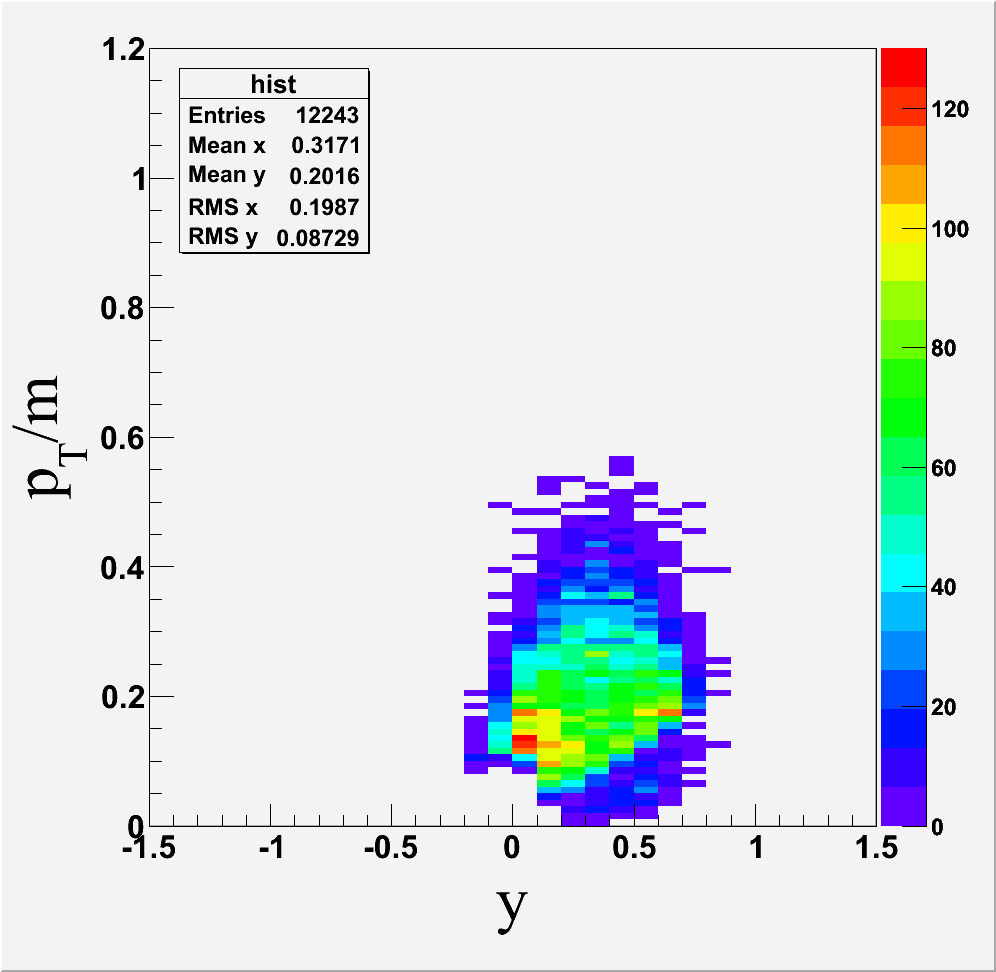 hist
Entries 12243
Mean x 0.3171
Mean y 0.2016
RMS x 0.1987
RMS y 0.08729
1.2
1
0.8
0.6
0.4
0.2
0
p_T/m
-1.5 -1 -0.5 0 0.5 1 1.5
y
120
100
80
60
40
20
0